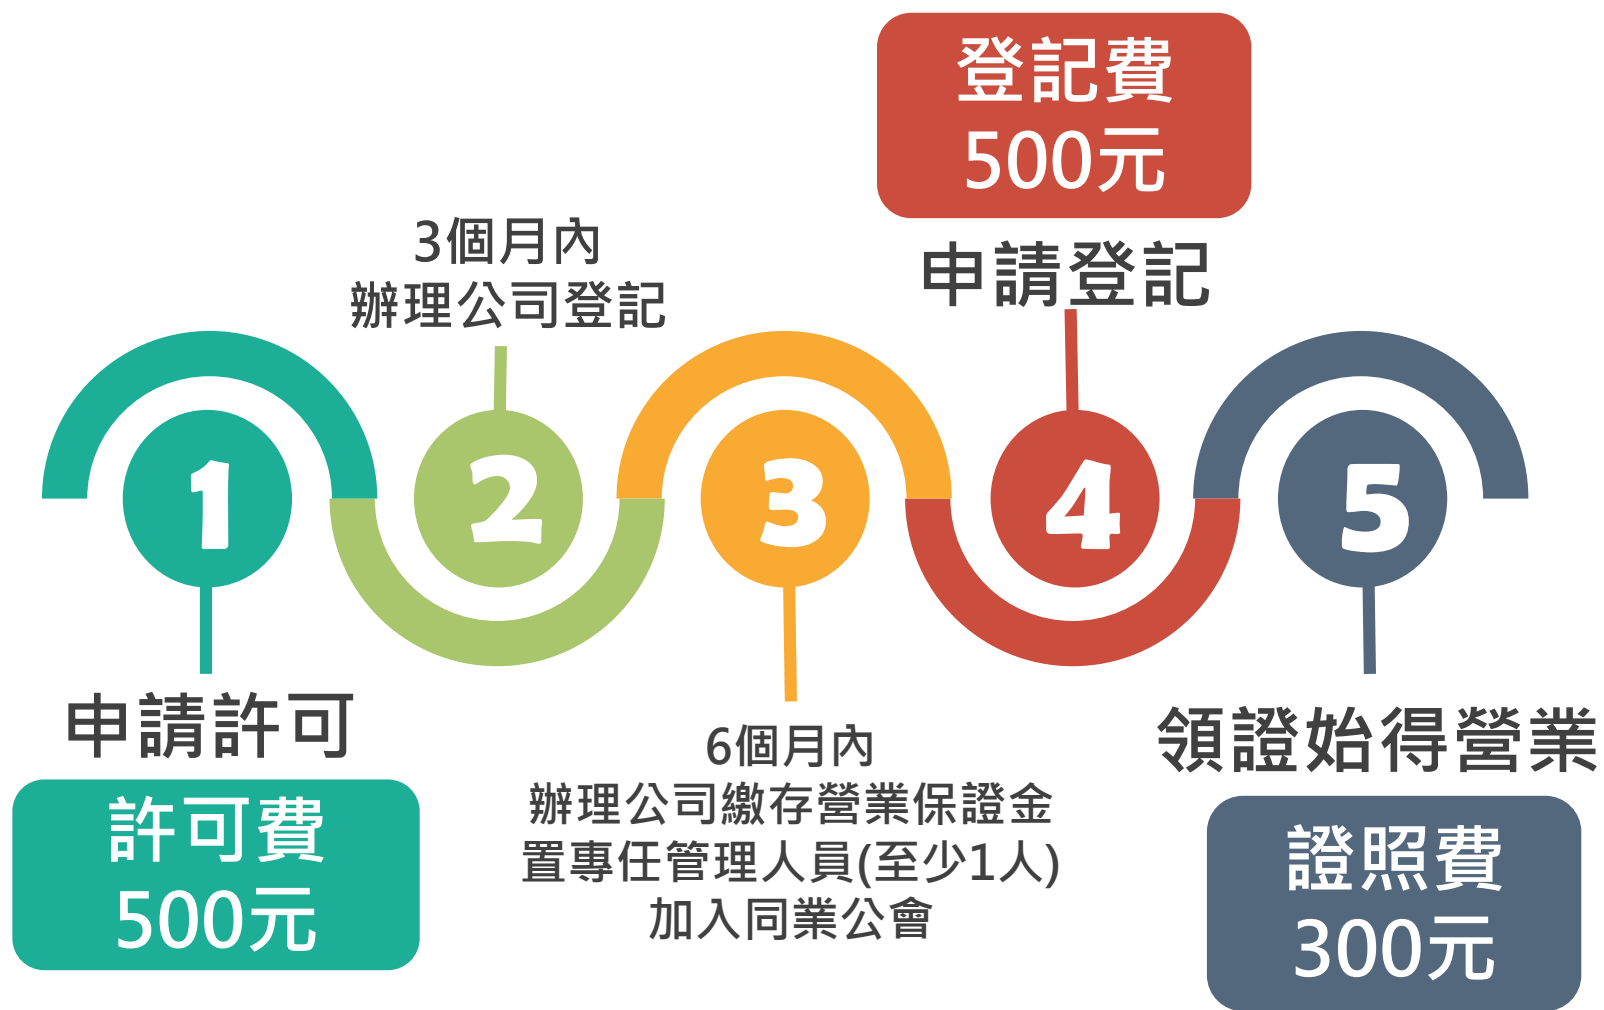 1
申請許可
許可費
500元
3個月內
辦理公司登記
2
3
6個月內
辦理公司繳存營業保證金
置專任管理人員(至少1人)
加入同業公會
登記費
500元
申請登記
4
5
領證始得營業
證照費
300元